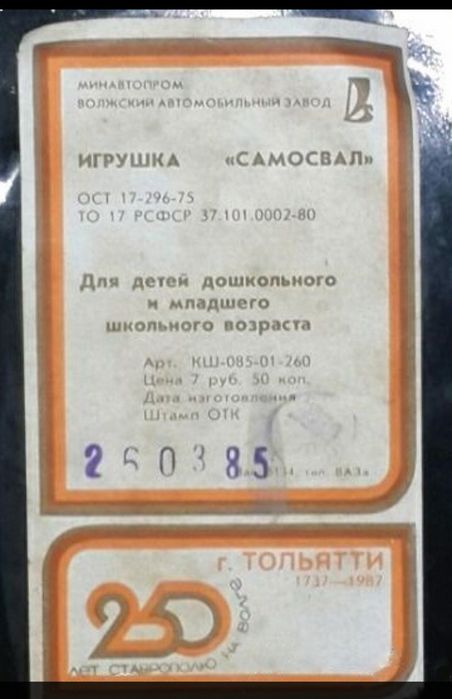 МИНАВТОПРОМ
ВОЛЖСКИЙ АВТОМОБИЛЬНЫЙ ЗАВОД
ИГРУШКА «САМОСВАЛ»
ОСТ 17-296-75
ТО 17 РСФСР 37.101.0002-80
Для детей дошкольного
и младшего
школьного возраста
Арт. КШ-085-01-260
Цена 7 руб. 50 коп.
Дата изготовления
Штамп ОТК
260385
тип. ВАЗа
г. ТОЛЬЯТТИ
1737—1987
250
ЛЕТ СТАВРОПОЛЮ НА ВОЛГЕ